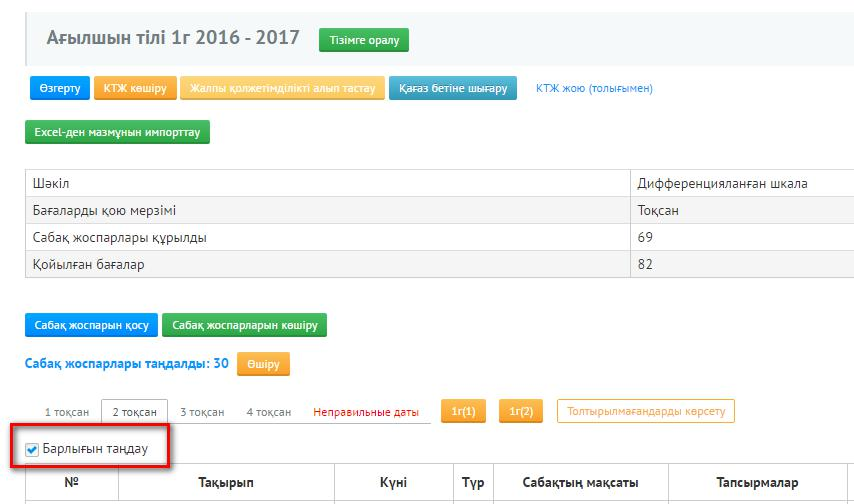 Ағылшын тілі 1г 2016 - 2017 Тізімге оралу
Өзгерту КТЖ көшіру Жалпы қолжетімділікті алып тастау Қағаз бетіне шығару КТЖ жою (толығымен)
Excel-ден мазмұнын импорттау
Шәкіл Дифференцияланған шкала
Бағаларды қою мерзімі Тоқсан
Сабақ жоспарлары құрылды 69
Қойылған бағалар 82
Сабақ жоспарын қосу Сабақ жоспарларын көшіру
Сабақ жоспарлары таңдалды: 30 Өшіру
1 тоқсан 2 тоқсан 3 тоқсан 4 тоқсан Неправильные даты 1г(1) 1г(2) Толтырылмағандарды көрсету
Барлығын таңдау
№ Тақырып Күні Түр Сабақтың мақсаты Тапсырмалар